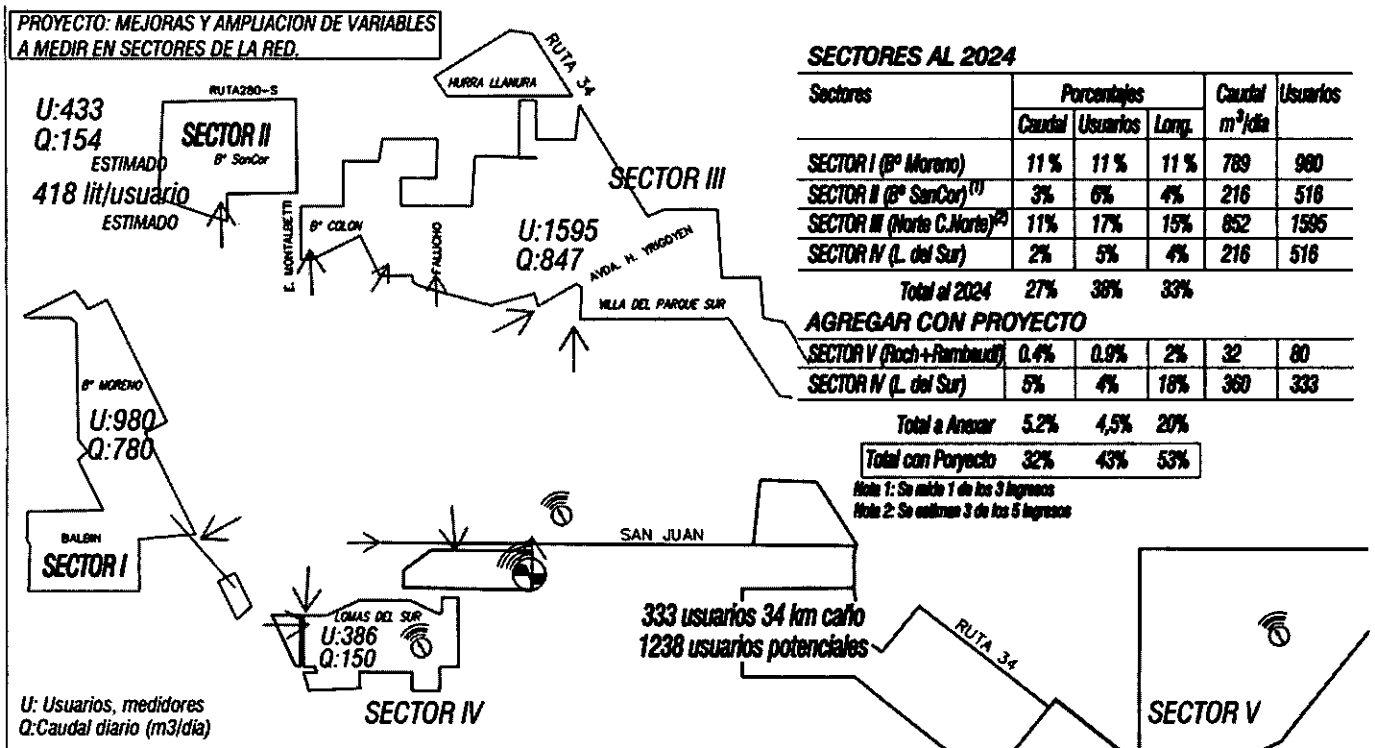 PROYECTO: MEJORAS Y AMPLIACION DE VARIABLES
A MEDIR EN SECTORES DE LA RED.
U:433
Q:154
ESTIMADO
418 lit/usuario
ESTIMADO
RUTA280-S
SECTOR II
Bº SanCor
HURRA LLANURA
RUTA 34
SECTOR III
E. MONTALBETTI
Bº COLON
FALUCHO
U:1595
Q:847
AVDA. H. YRIGOYEN
VILLA DEL PARQUE SUR
SECTORES AL 2024
Sectores Porcentajes Caudal Usuarios
Caudal Usuarios Long. m³/dia
SECTOR I (Bº Moreno) 11 % 11 % 11 % 789 980
SECTOR II (Bº SanCor) (1) 3% 6% 4% 216 516
SECTOR III (Norte C.Norte) (2) 11% 17% 15% 852 1595
SECTOR IV (L. del Sur) 2% 5% 4% 216 516
Total al 2024 27% 38% 33%
AGREGAR CON PROYECTO
SECTOR V (Roch+Rambaudi) 0.4% 0.9% 2% 32 80
SECTOR IV (L. del Sur) 5% 4% 18% 360 333
Total a Anexar 5.2% 4,5% 20%
Total con Poryecto 32% 43% 53%
Nota 1: Se mide 1 de los 3 ingresos
Nota 2: Se estiman 3 de los 5 ingresos
Bº MORENO
U:980
Q:780
BALBIN
SECTOR I
SAN JUAN
LOMAS DEL SUR
U:386
Q:150
SECTOR IV
333 usuarios 34 km caño
1238 usuarios potenciales
RUTA 34
SECTOR V
U: Usuarios, medidores
Q:Caudal diario (m3/dia)